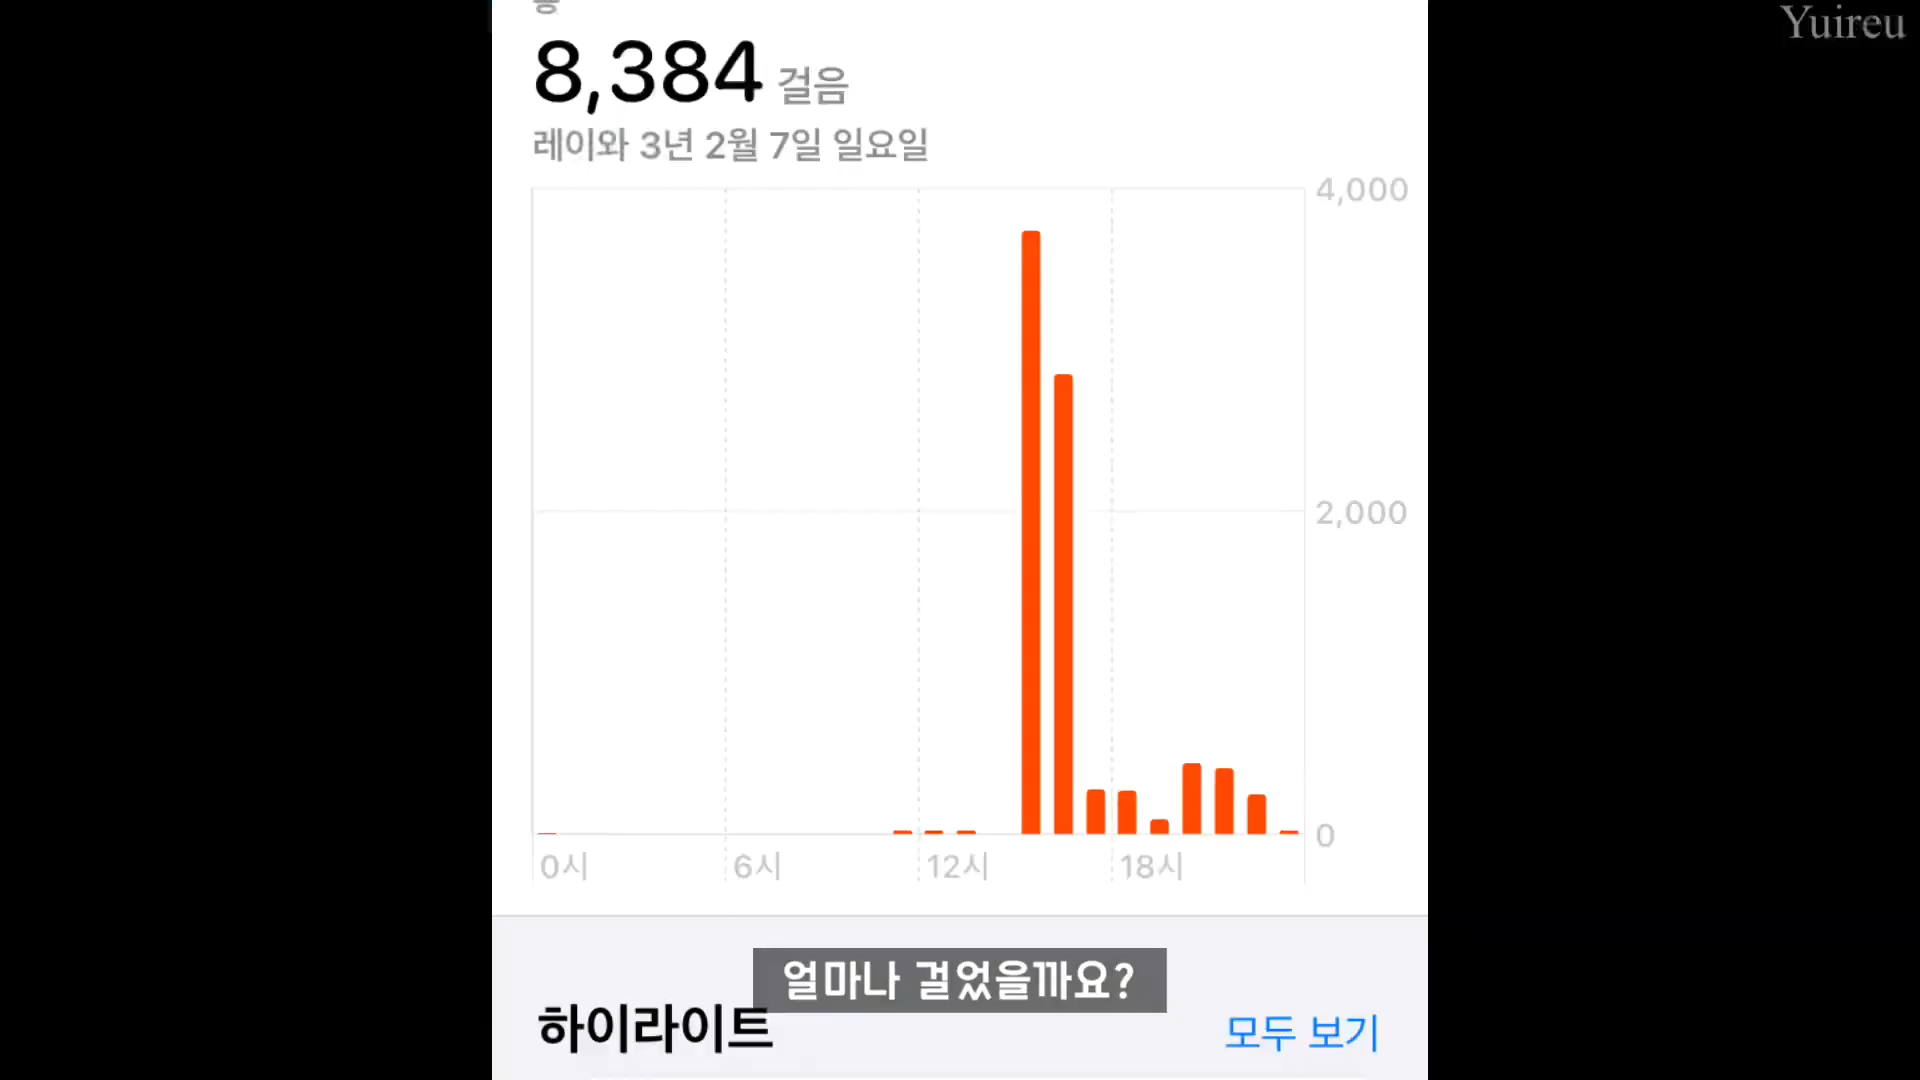 Yuireu
8,384 걸음
레이와 3년 2월 7일 일요일
4,000
2,000
0
0시 6시 12시 18시
얼마나 걸었을까요?
하이라이트
모두 보기